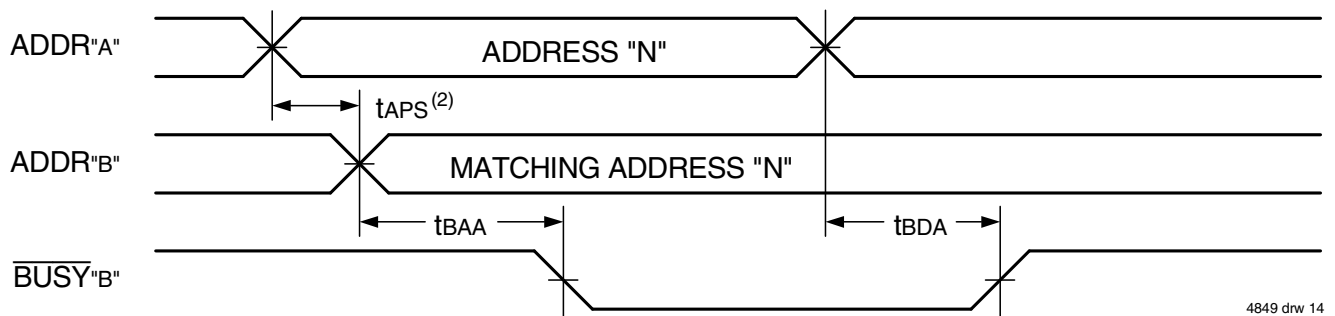 ADDR"A"
ADDRESS "N"
tAPS(2)
ADDR"B"
MATCHING ADDRESS "N"
tBAA
tBDA
BUSY"B"
4849 drw 14